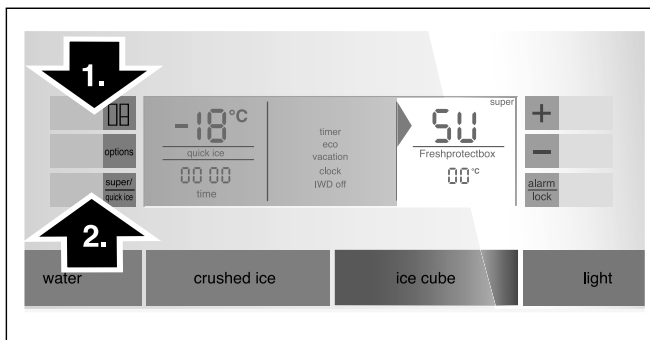 1.
options
super/
quick ice
2.
-18°C
quick ice
00 00
time
timer
eco
vacation
clock
IWD off
super
SU
Freshprotectbox
00°C
+
-
alarm
lock
water
crushed ice
ice cube
light